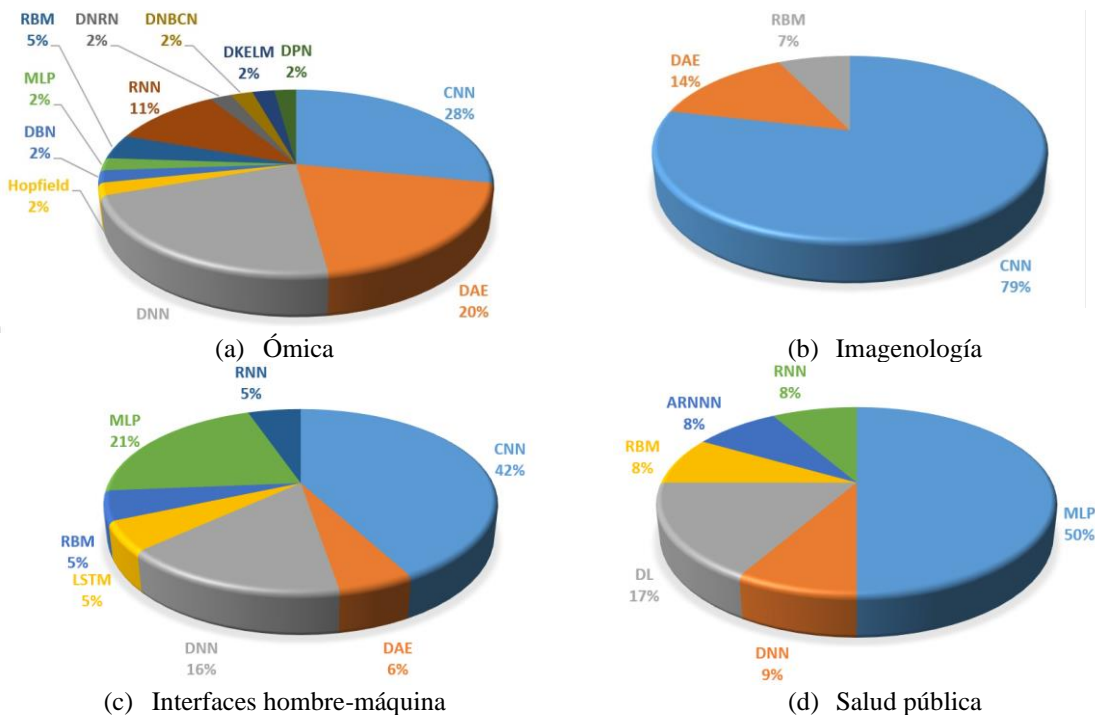 RBM
5%
DNRN
2%
DNBCN
2%
DKELM
2%
DPN
2%
MLP
2%
RNN
11%
CNN
28%
DBN
2%
Hopfield
2%
DNN
DAE
20%
(a) Ómica
RBM
7%
DAE
14%
CNN
79%
(b) Imagenología
RNN
5%
MLP
21%
CNN
42%
RBM
5%
LSTM
5%
DNN
16%
DAE
6%
(c) Interfaces hombre-máquina
RNN
8%
ARNNN
8%
RBM
8%
MLP
50%
DL
17%
DNN
9%
(d) Salud pública